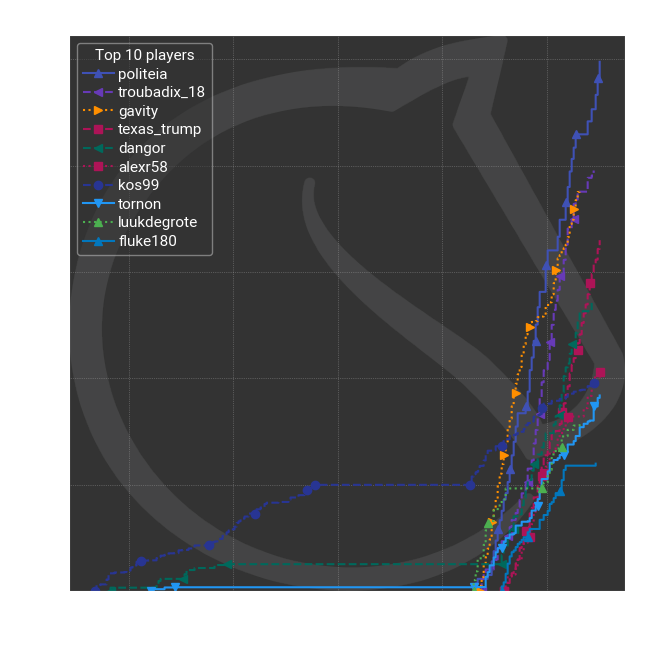 Top 10 players
politeia
troubadix_18
gavity
texas_trump
dangor
alexr58
kos99
tornon
luukdegrote
fluke180